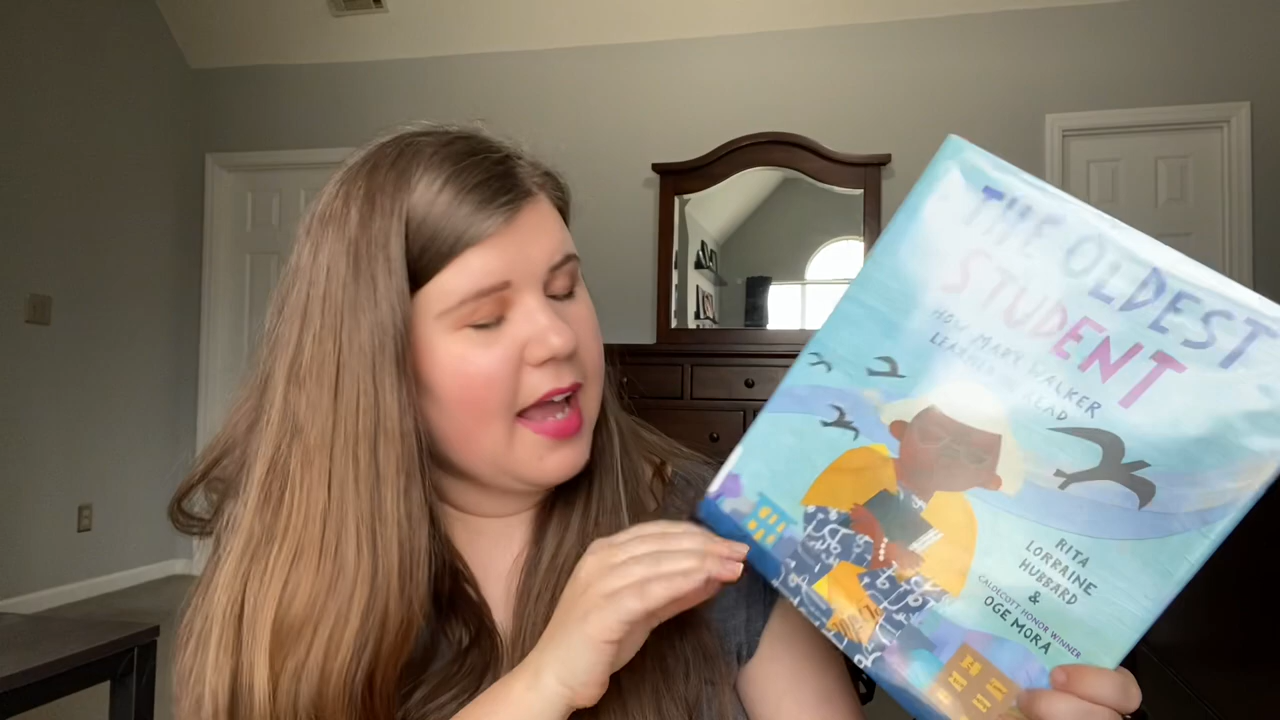 THE OLDEST
STUDENT
HOW MARY WALKER
LEARNED TO READ
RITA
LORRAINE
HUBBARD
&
CALDECOTT HONOR WINNER
OGE MORA